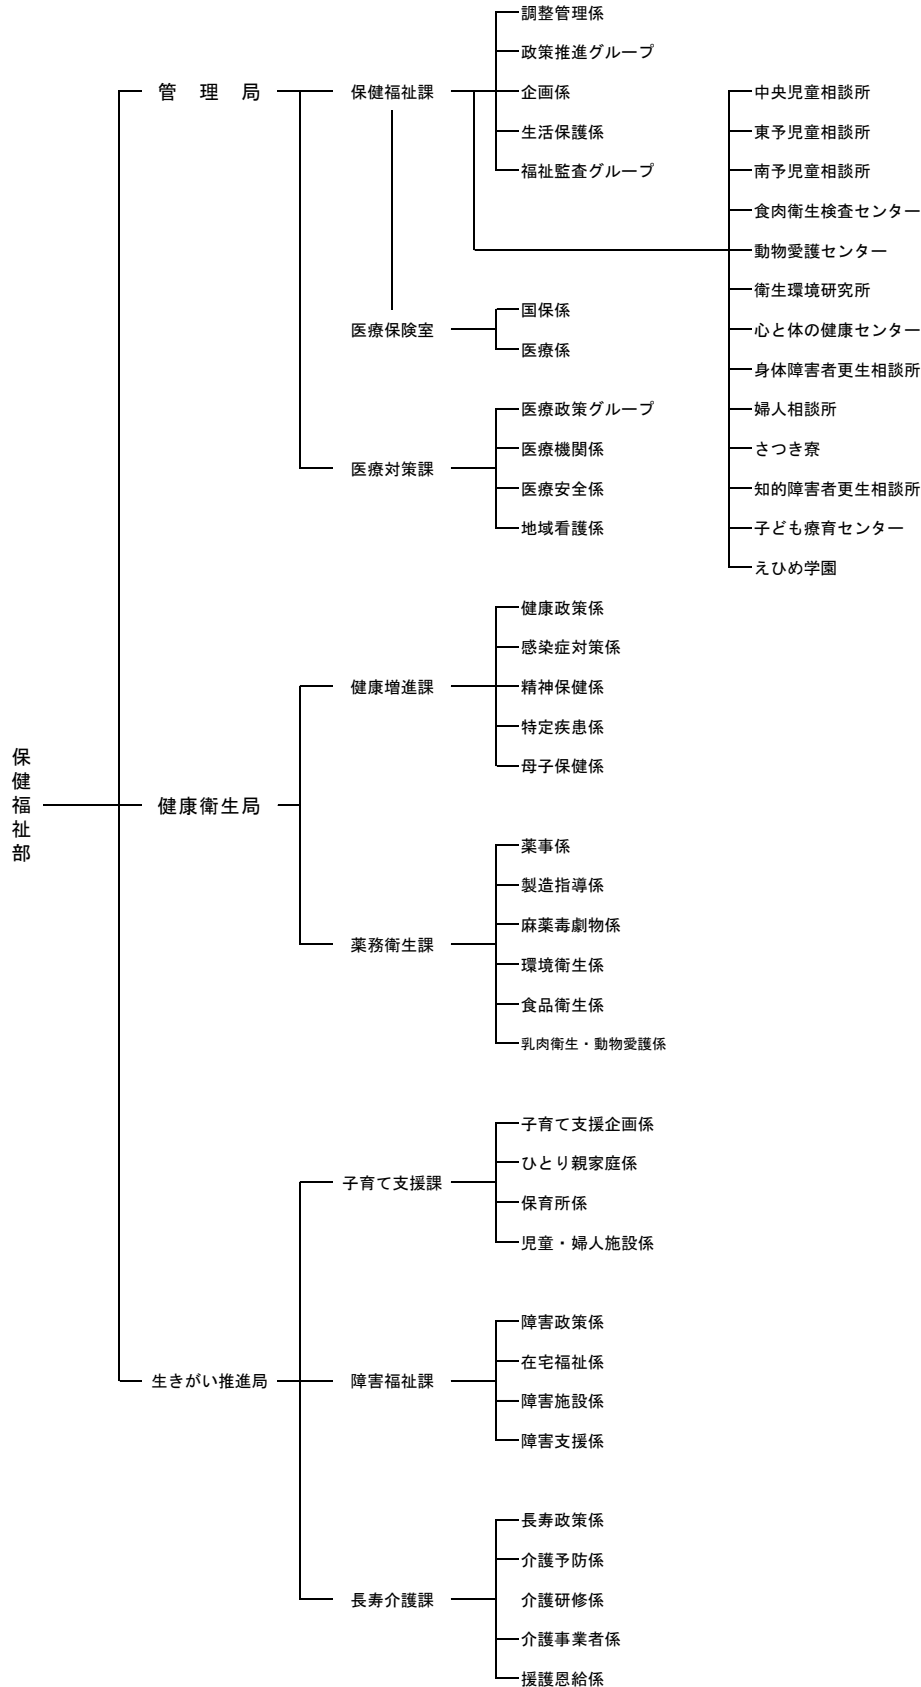 保健福祉部
管理局
保健福祉課
調整管理係
政策推進グループ
企画係
生活保護係
福祉監査グループ
中央児童相談所
東予児童相談所
南予児童相談所
食肉衛生検査センター
動物愛護センター
衛生環境研究所
心と体の健康センター
身体障害者更生相談所
婦人相談所
さつき寮
知的障害者更生相談所
子ども療育センター
えひめ学園
医療保険室
国保係
医療係
医療対策課
医療政策グループ
医療機関係
医療安全係
地域看護係
健康衛生局
健康増進課
健康政策係
感染症対策係
精神保健係
特定疾患係
母子保健係
薬務衛生課
薬事係
製造指導係
麻薬毒劇物係
環境衛生係
食品衛生係
乳肉衛生・動物愛護係
生きがい推進局
子育て支援課
子育て支援企画係
ひとり親家庭係
保育所係
児童・婦人施設係
障害福祉課
障害政策係
在宅福祉係
障害施設係
障害支援係
長寿介護課
長寿政策係
介護予防係
介護研修係
介護事業者係
援護恩給係